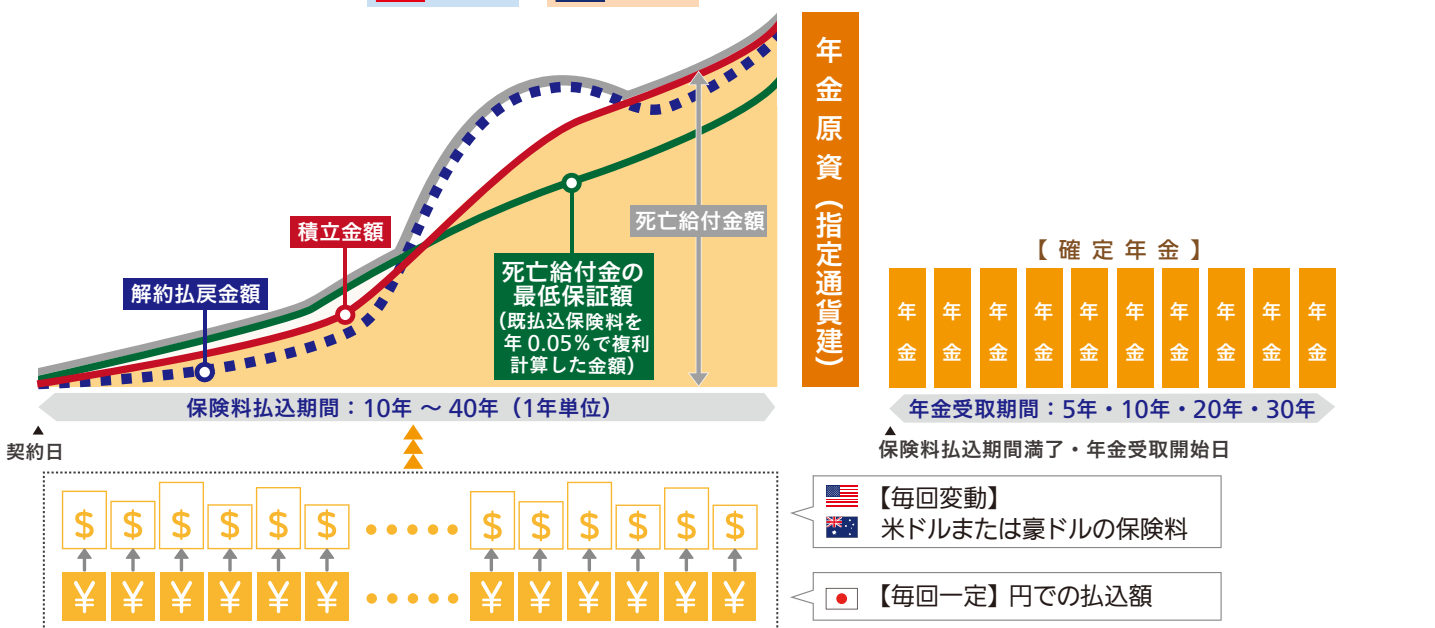 年金原資（指定通貨建）
死亡給付金額
積立金額
解約払戻金額
死亡給付金の
最低保証額
(既払込保険料を
年0.05%で複利
計算した金額)
【確定年金】
年金
年金
年金
年金
年金
年金
年金
年金
年金
年金
保険料払込期間：10年 ～ 40年（1年単位）
年金受取期間：5年・10年・20年・30年
契約日
保険料払込期間満了・年金受取開始日
$ $ $ $ $ $ ••••• $ $ $ $ $ $
【毎回変動】
米ドルまたは豪ドルの保険料
¥ ¥ ¥ ¥ ¥ ¥ ••••• ¥ ¥ ¥ ¥ ¥ ¥
【毎回一定】円での払込額